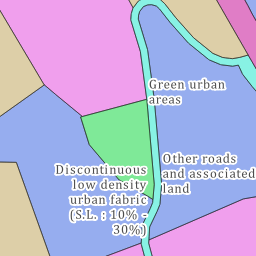 Green urban
areas
Other roads
and associated
land
Discontinuous
low density
urban fabric
(S.L. : 10% -
30%)